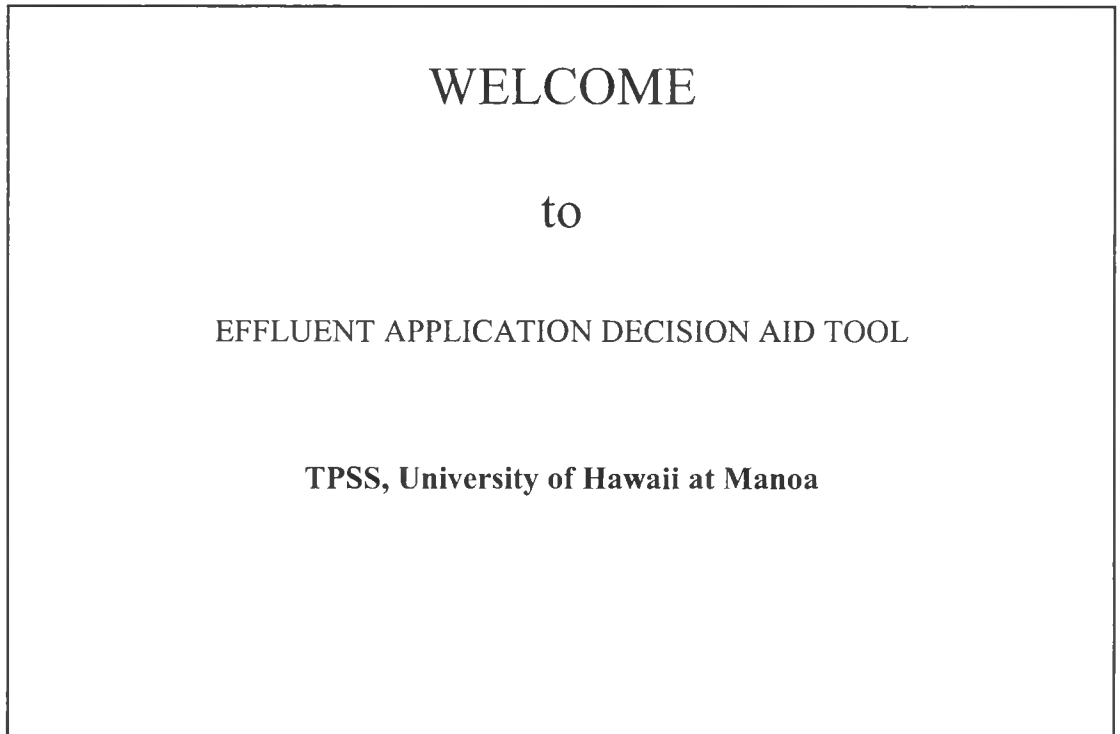 WELCOME
to
EFFLUENT APPLICATION DECISION AID TOOL
TPSS, University of Hawaii at Manoa